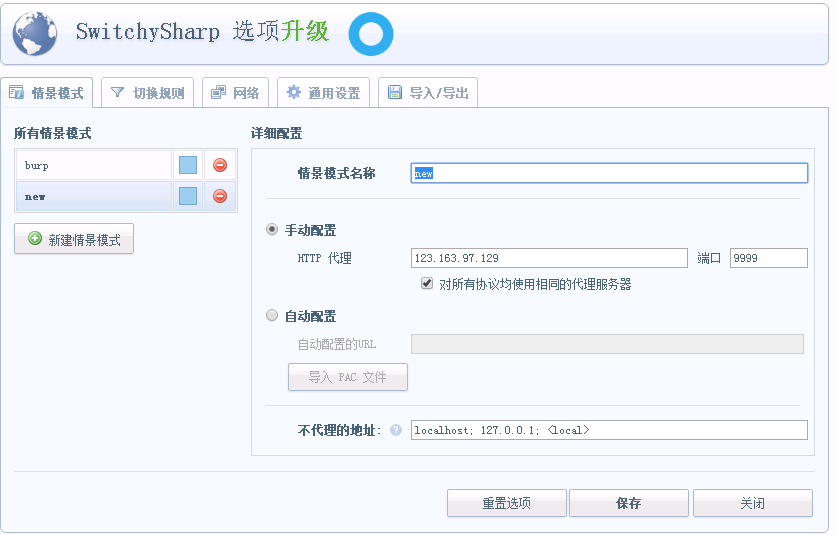 SwitchySharp 选项升级
情景模式 切换规则 网络 通用设置 导入/导出
所有情景模式
burp
new
新建情景模式
详细配置
情景模式名称 new
手动配置
HTTP 代理 123.163.97.129 端口 9999
对所有协议均使用相同的代理服务器
自动配置
自动配置的URL
导入 PAC 文件
不代理的地址: ? localhost; 127.0.0.1; <local>
重置选项 保存 关闭